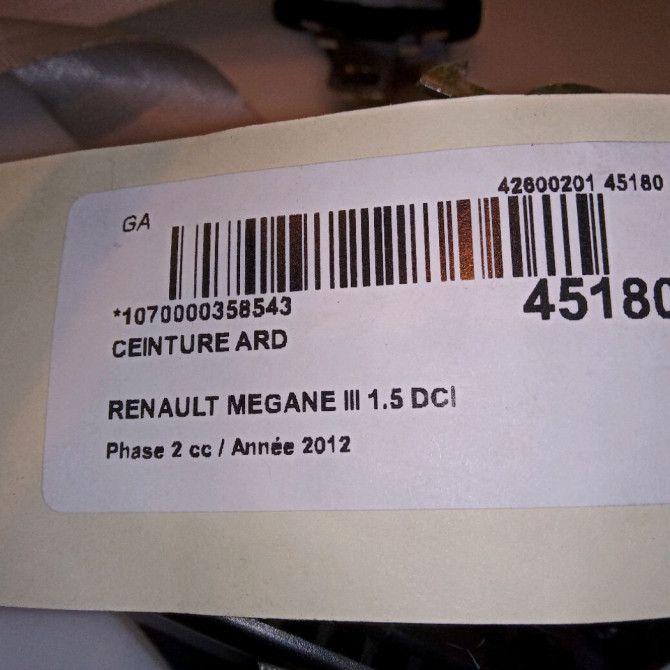 42600201 45180
GA
*1070000358543
45180
CEINTURE ARD
RENAULT MEGANE III 1.5 DCI
Phase 2 cc / Année 2012